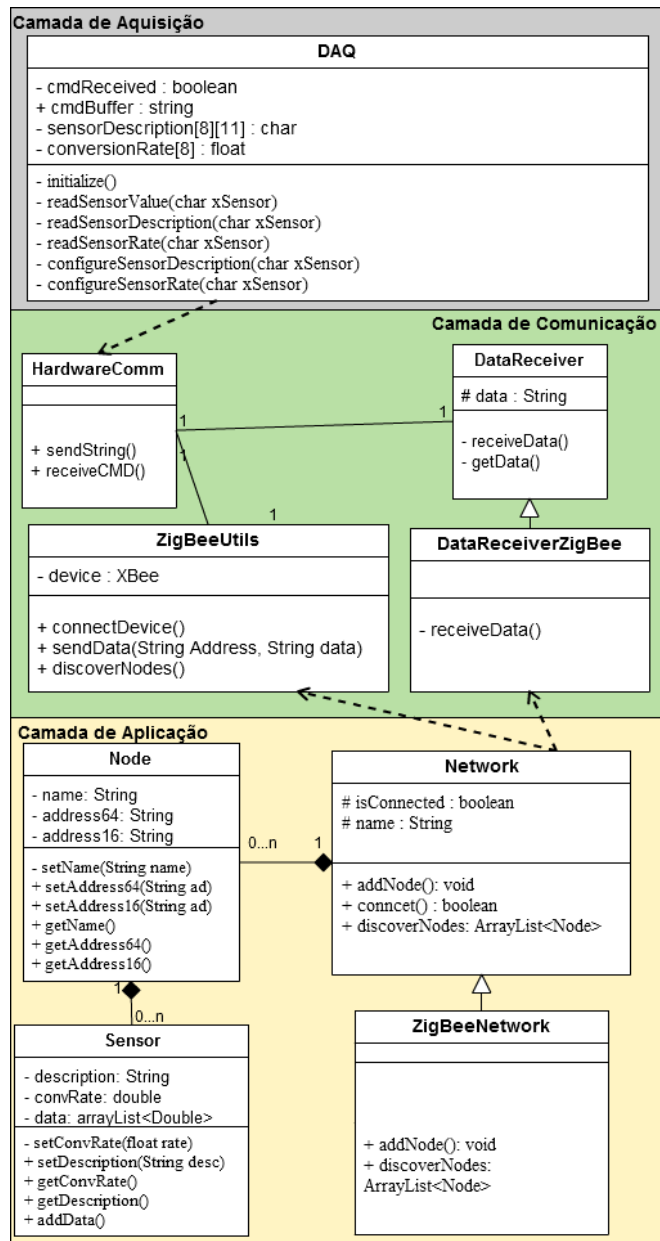 Camada de Aquisição
DAQ
- cmdReceived : boolean
+ cmdBuffer : string
- sensorDescription[8][11] : char
- conversionRate[8] : float
- initialize()
- readSensorValue(char xSensor)
- readSensorDescription(char xSensor)
- readSensorRate(char xSensor)
- configureSensorDescription(char xSensor)
- configureSensorRate(char xSensor)
Camada de Comunicação
HardwareComm
+ sendString()
+ receiveCMD()
DataReceiver
# data : String
- receiveData()
- getData()
1
1
1
1
ZigBeeUtils
- device : XBee
+ connectDevice()
+ sendData(String Address, String data)
+ discoverNodes()
DataReceiverZigBee
- receiveData()
Camada de Aplicação
Node
- name: String
- address64: String
- address16: String
- setName(String name)
+ setAddress64(String ad)
+ setAddress16(String ad)
+ getName()
+ getAddress64()
+ getAddress16()
0...n
1
Network
# isConnected : boolean
# name : String
+ addNode(): void
+ conncet() : boolean
+ discoverNodes: ArrayList<Node>
1
0...n
Sensor
- description: String
- convRate: double
- data: arrayList<Double>
- setConvRate(float rate)
+ setDescription(String desc)
+ getConvRate()
+ getDescription()
+ addData()
ZigBeeNetwork
+ addNode(): void
+ discoverNodes:
ArrayList<Node>